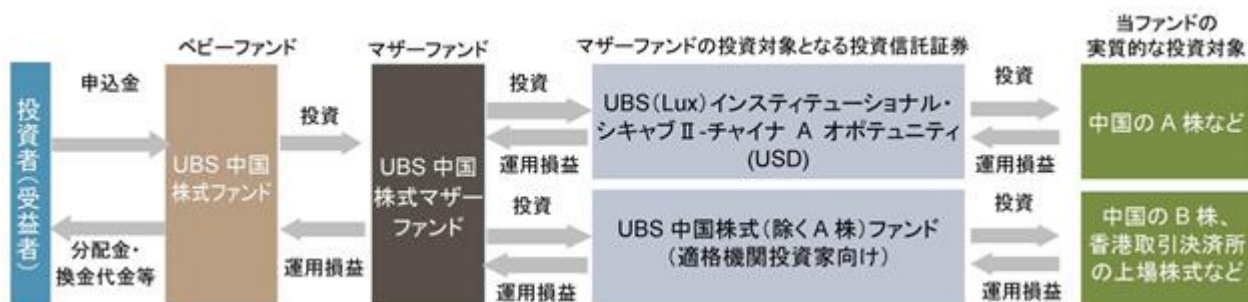 ベビーファンド
マザーファンド
マザーファンドの投資対象となる投資信託証券
当ファンドの
実質的な投資対象
投資者(受益者)
申込金
分配金・
換金代金等
UBS 中国
株式ファンド
投資
運用損益
UBS 中国
株式マザー
ファンド
投資
運用損益
投資
運用損益
UBS(Lux)インスティテューショナル・
シキャブⅡ-チャイナ A オポテュニティ
(USD)
UBS 中国株式(除くA 株)ファンド
(適格機関投資家向け)
投資
運用損益
投資
運用損益
中国の A 株など
中国の B 株、
香港取引決済所
の上場株式など